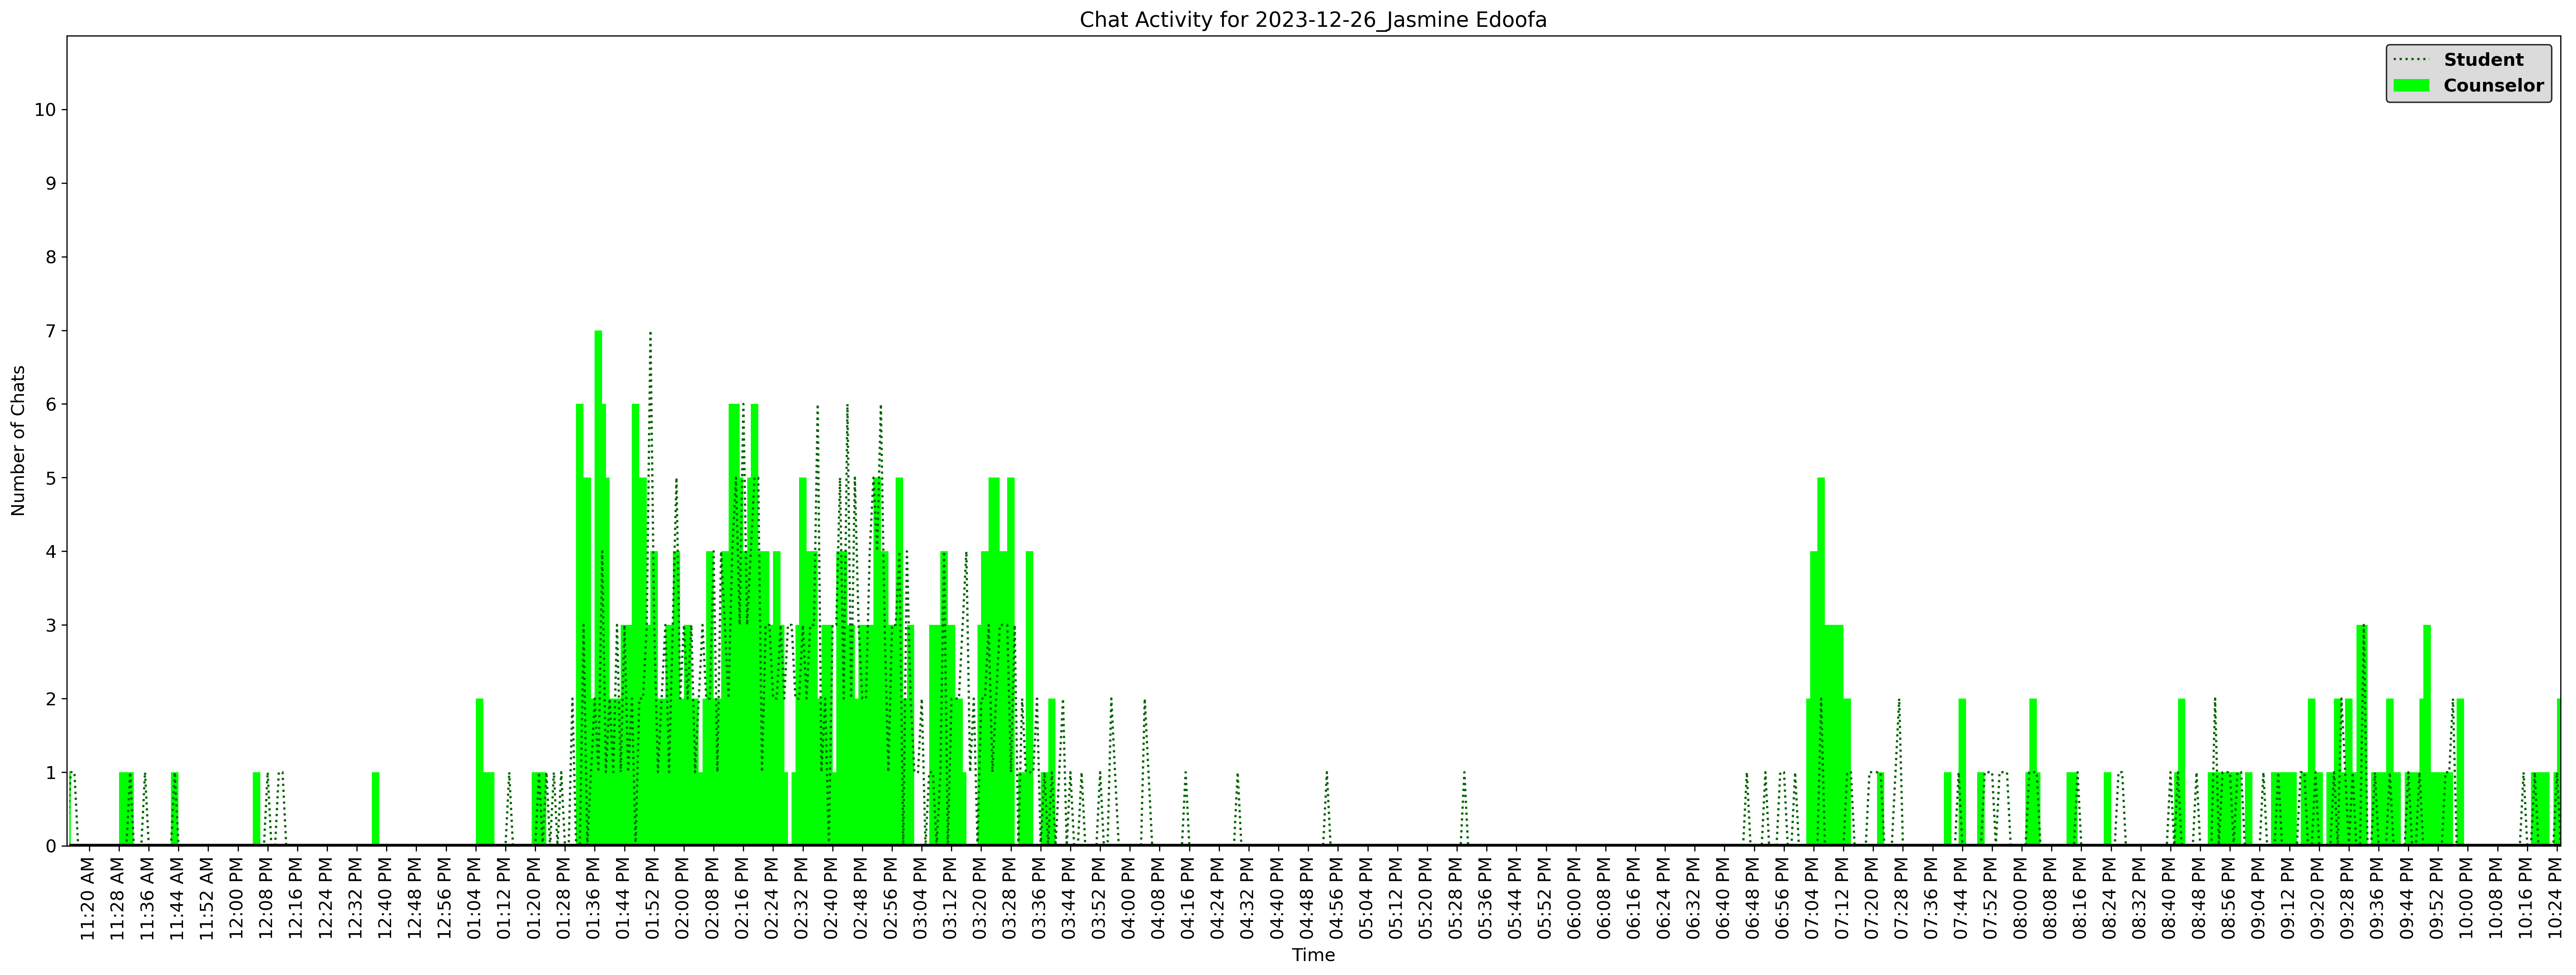 Chat Activity for 2023-12-26_Jasmine Edoofa
Student
Counselor
Number of Chats
10
9
8
7
6
5
4
3
2
1
0
11:20 AM
11:28 AM
11:36 AM
11:44 AM
11:52 AM
12:00 PM
12:08 PM
12:16 PM
12:24 PM
12:32 PM
12:40 PM
12:48 PM
12:56 PM
01:04 PM
01:12 PM
01:20 PM
01:28 PM
01:36 PM
01:44 PM
01:52 PM
02:00 PM
02:08 PM
02:16 PM
02:24 PM
02:32 PM
02:40 PM
02:48 PM
02:56 PM
03:04 PM
03:12 PM
03:20 PM
03:28 PM
03:36 PM
03:44 PM
03:52 PM
04:00 PM
04:08 PM
04:16 PM
04:24 PM
04:32 PM
04:40 PM
04:48 PM
04:56 PM
05:04 PM
05:12 PM
05:20 PM
05:28 PM
05:36 PM
05:44 PM
05:52 PM
06:00 PM
06:08 PM
06:16 PM
06:24 PM
06:32 PM
06:40 PM
06:48 PM
06:56 PM
07:04 PM
07:12 PM
07:20 PM
07:28 PM
07:36 PM
07:44 PM
07:52 PM
08:00 PM
08:08 PM
08:16 PM
08:24 PM
08:32 PM
08:40 PM
08:48 PM
08:56 PM
09:04 PM
09:12 PM
09:20 PM
09:28 PM
09:36 PM
09:44 PM
09:52 PM
10:00 PM
10:08 PM
10:16 PM
10:24 PM
Time